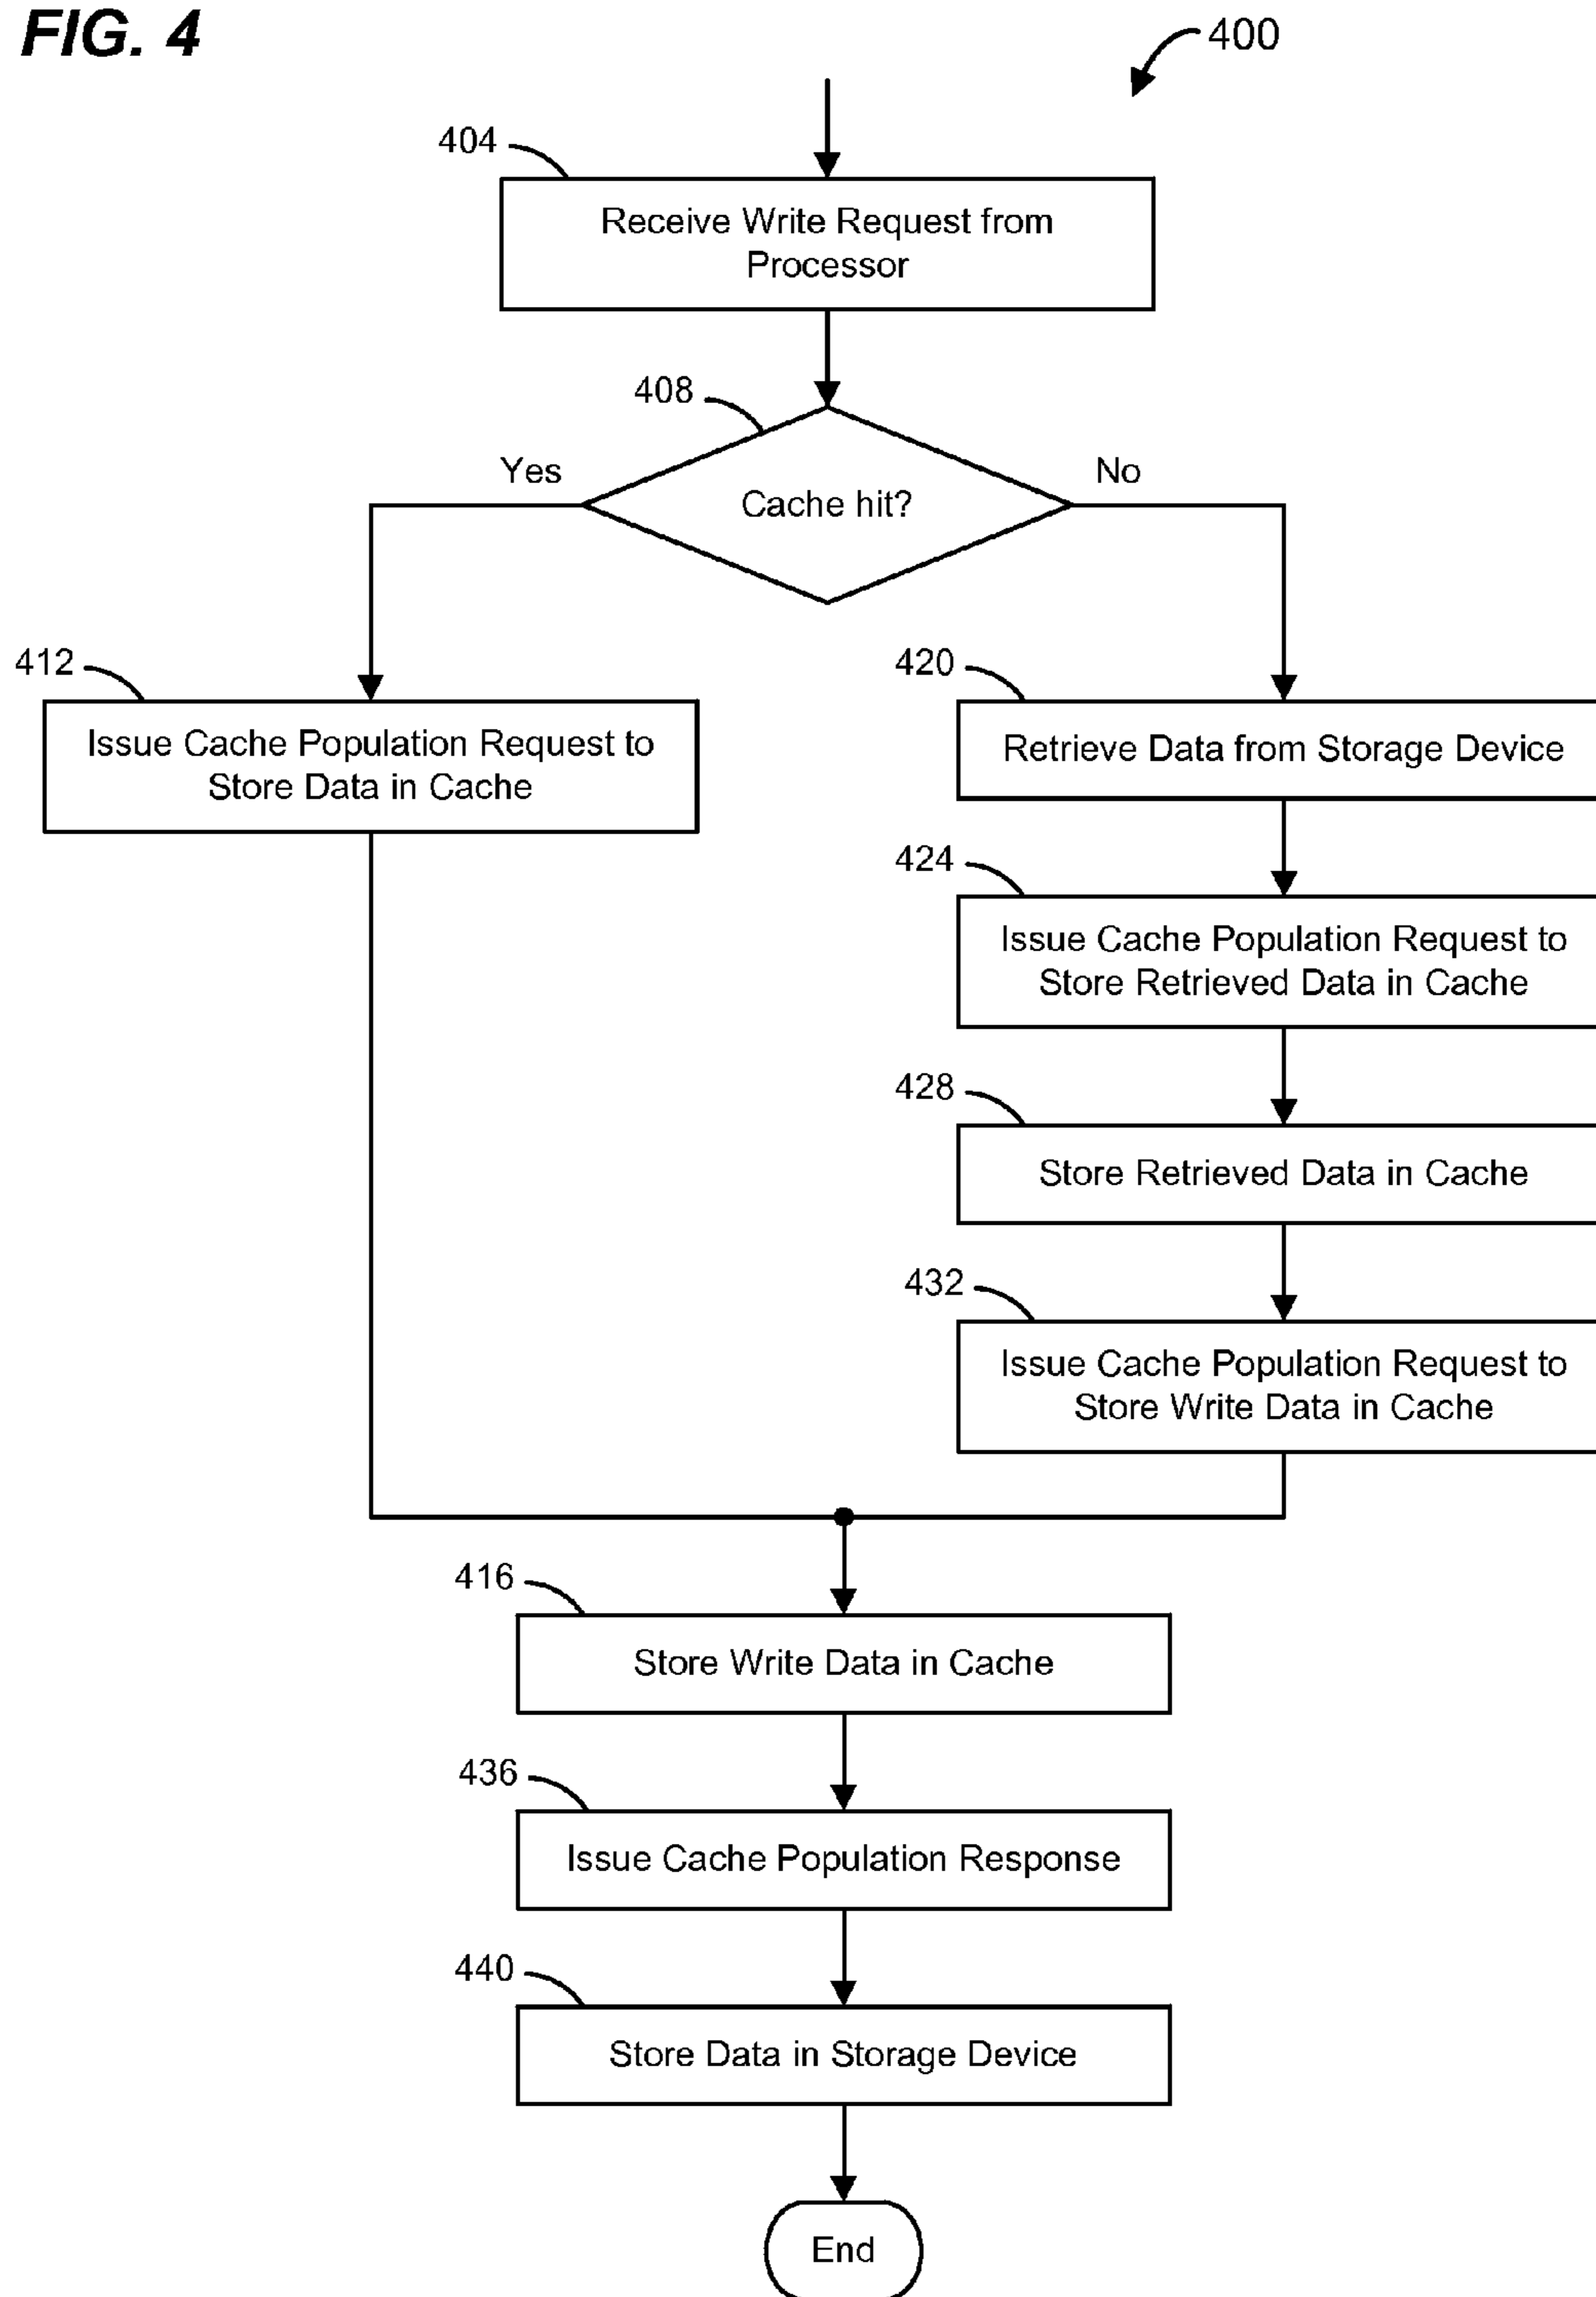 FIG. 4
400
404
Receive Write Request from
Processor
408
Yes
No
Cache hit?
412
Issue Cache Population Request to
Store Data in Cache
420
Retrieve Data from Storage Device
424
Issue Cache Population Request to
Store Retrieved Data in Cache
428
Store Retrieved Data in Cache
432
Issue Cache Population Request to
Store Write Data in Cache
416
Store Write Data in Cache
436
Issue Cache Population Response
440
Store Data in Storage Device
End